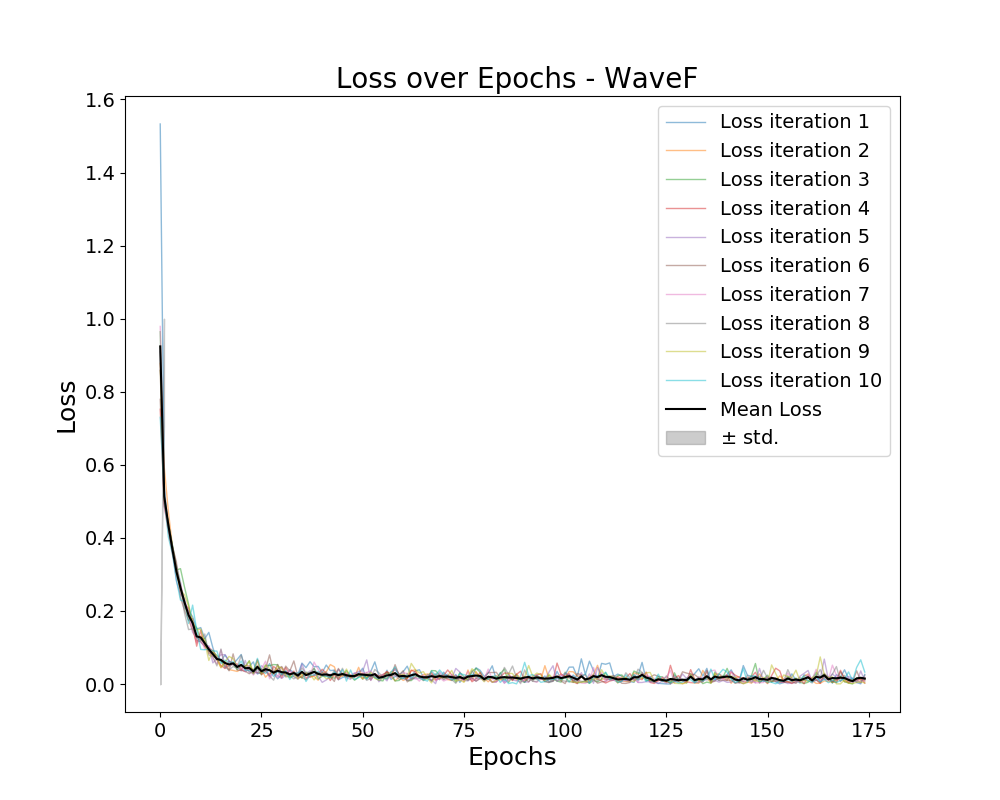 Loss over Epochs - WaveF
Loss
1.6
1.4
1.2
1.0
0.8
0.6
0.4
0.2
0.0
Loss iteration 1
Loss iteration 2
Loss iteration 3
Loss iteration 4
Loss iteration 5
Loss iteration 6
Loss iteration 7
Loss iteration 8
Loss iteration 9
Loss iteration 10
Mean Loss
± std.
0 25 50 75 100 125 150 175
Epochs